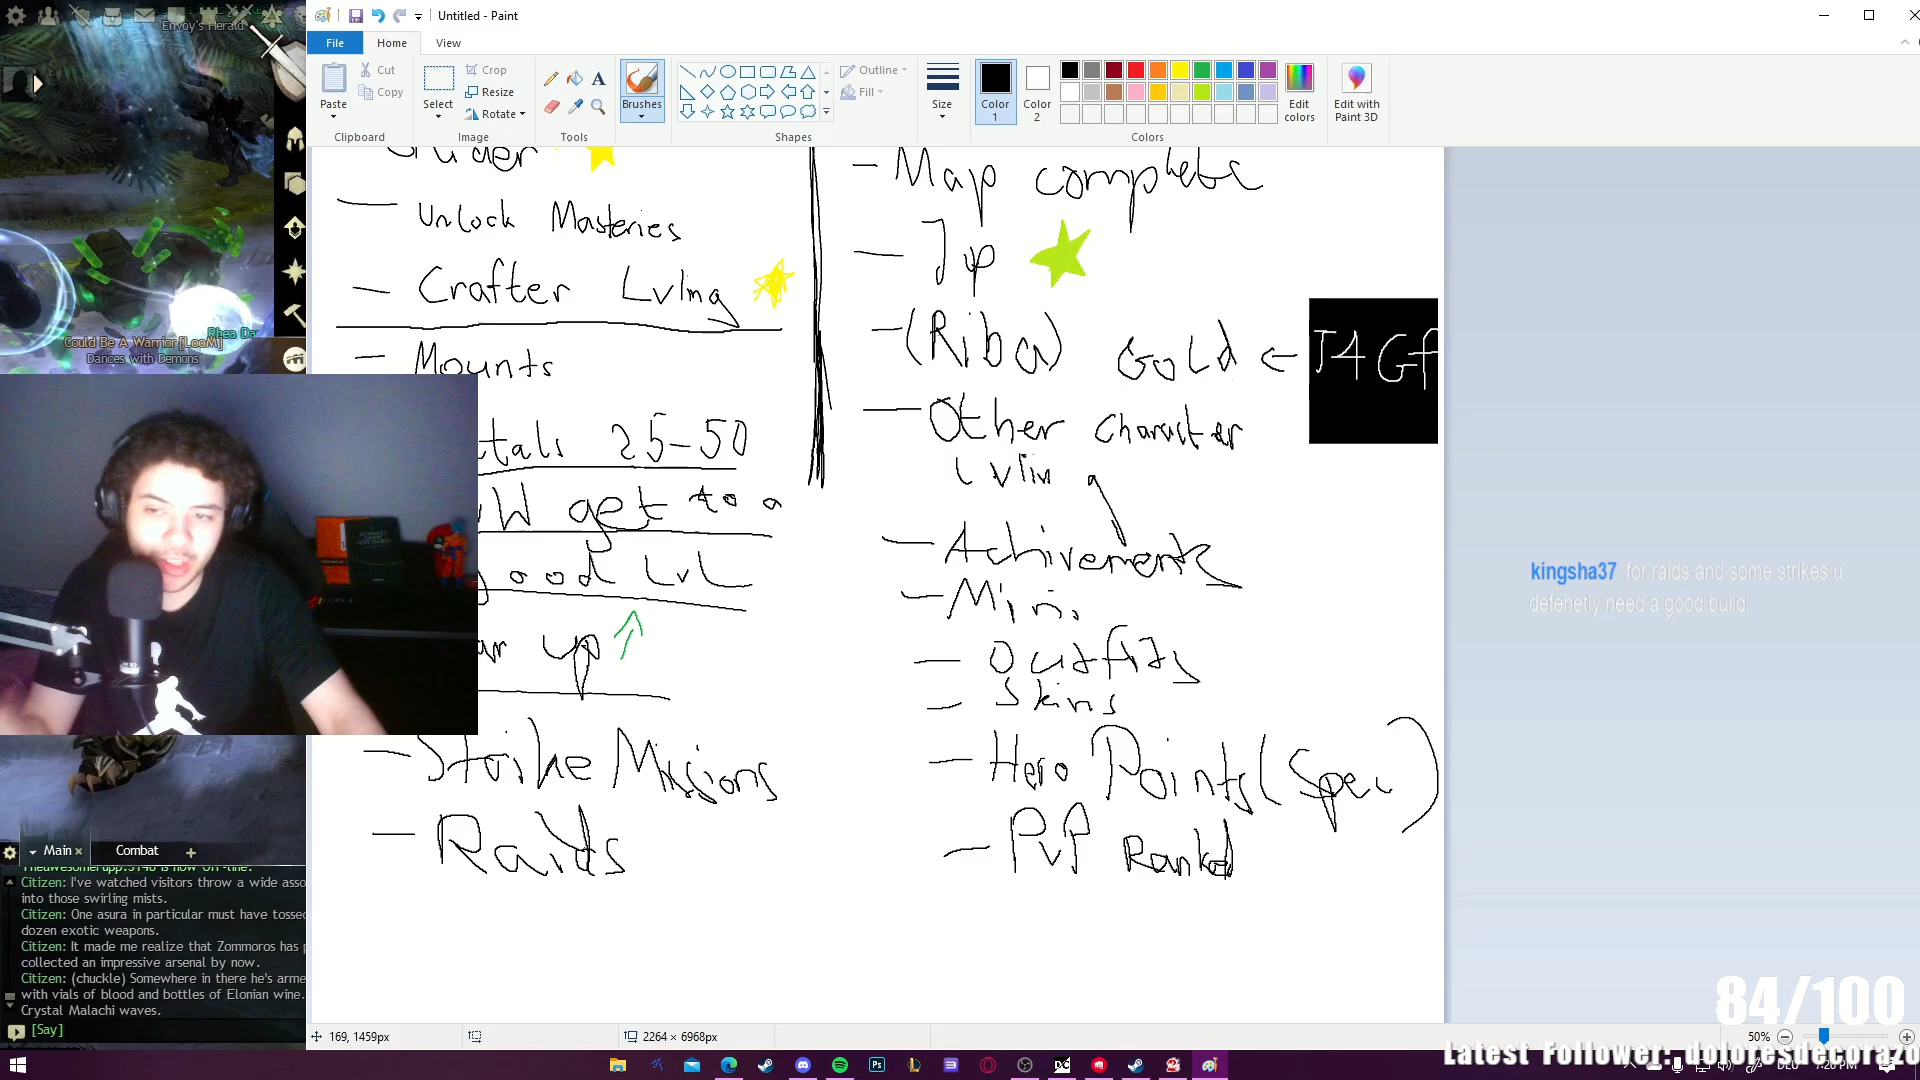 Envoy's Herald
Could Be A Warrior [LooM]
Dances with Demons
Rhea Da
Untitled - Paint
File
Home
View
Paste
Cut
Copy
Clipboard
Select
Crop
Resize
Rotate
Image
Tools
Brushes
Shapes
Outline
Fill
Size
Color 1
Color 2
Edit colors
Colors
Edit with Paint 3D
- Unlock Masteries
- Crafter Lvling
- Mounts
tals 25-50
W get to a
good Lvl
ar up
- Strike Missions
- Raids
- Map complete
- Jp
- (Riba) Gold ←
J4Gf
- Other Character
Lvlin
- Achivements
- Mini
- Outfits
- Skins
- Hero Points (Spec)
- PvP Ranked
kingsha37 for raids and some strikes u
defenetly need a good build
Main
Combat
Citizen: I've watched visitors throw a wide asso
into those swirling mists.
Citizen: One asura in particular must have tossed
dozen exotic weapons.
Citizen: It made me realize that Zommoros has p
collected an impressive arsenal by now.
Citizen: (chuckle) Somewhere in there he's arme
with vials of blood and bottles of Elonian wine.
Crystal Malachi waves.
[Say]
169, 1459px
2264 × 6968px
50%
84/100
Latest Follower: doloresdecorazo